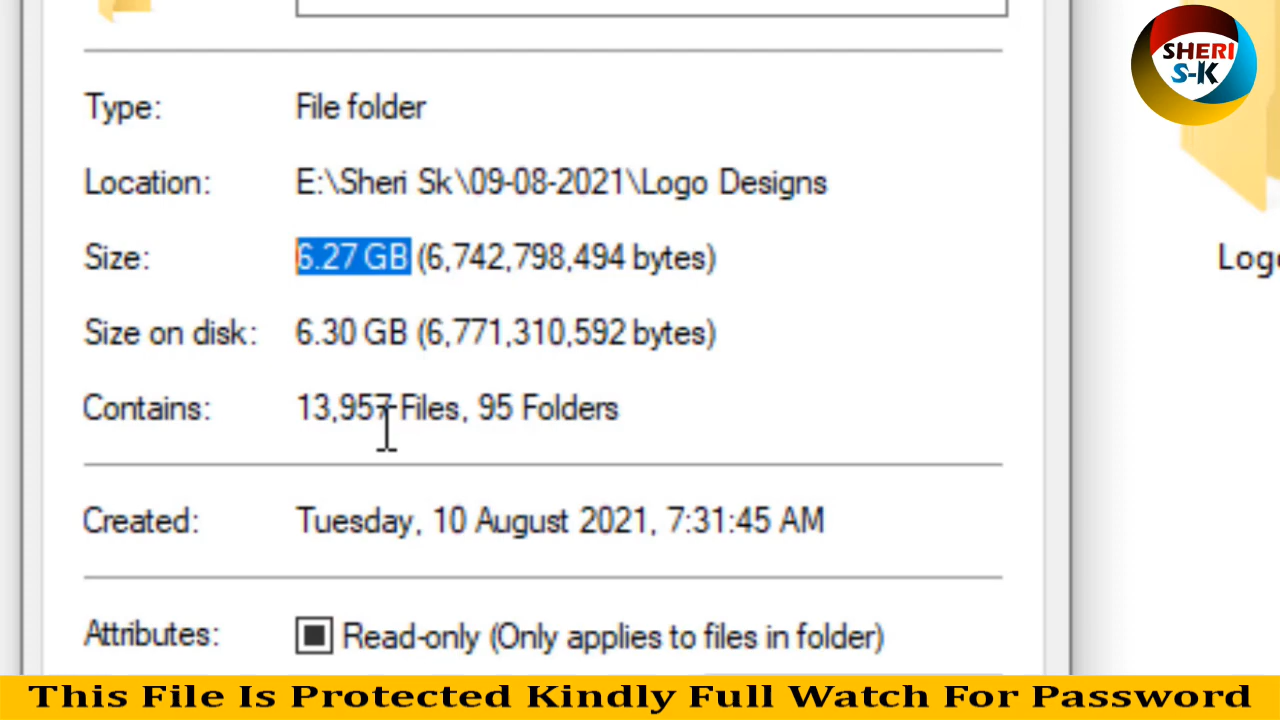 SHERI
S-K
Type: File folder
Location: E:\Sheri Sk\09-08-2021\Logo Designs
Size: 6.27 GB (6,742,798,494 bytes)
Size on disk: 6.30 GB (6,771,310,592 bytes)
Contains: 13,957 Files, 95 Folders
Created: Tuesday, 10 August 2021, 7:31:45 AM
Attributes: Read-only (Only applies to files in folder)
This File Is Protected Kindly Full Watch For Password